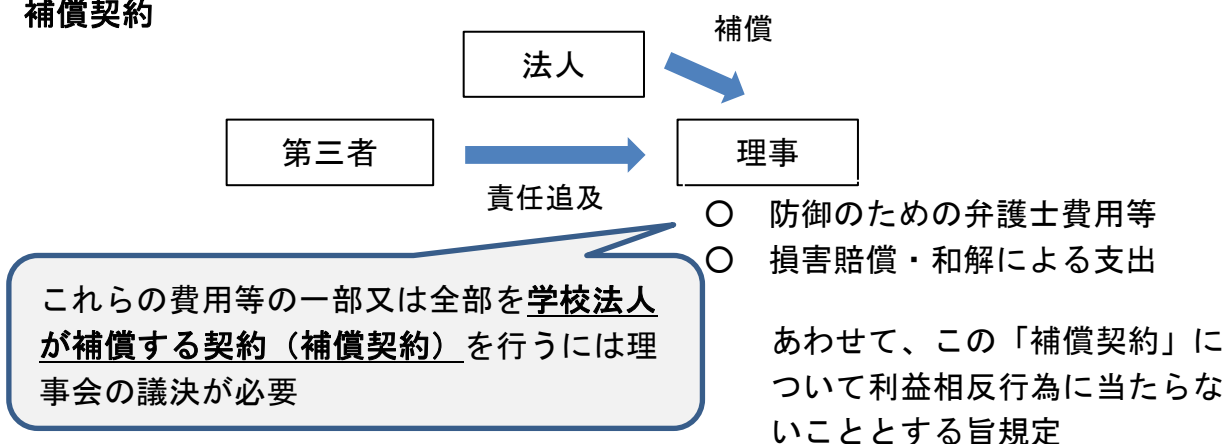 補償契約
補償
法人
第三者
理事
責任追及
○　防御のための弁護士費用等
○　損害賠償・和解による支出
これらの費用等の一部又は全部を学校法人
が補償する契約（補償契約）を行うには理
事会の議決が必要
あわせて、この「補償契約」に
ついて利益相反行為に当たらな
いこととする旨規定